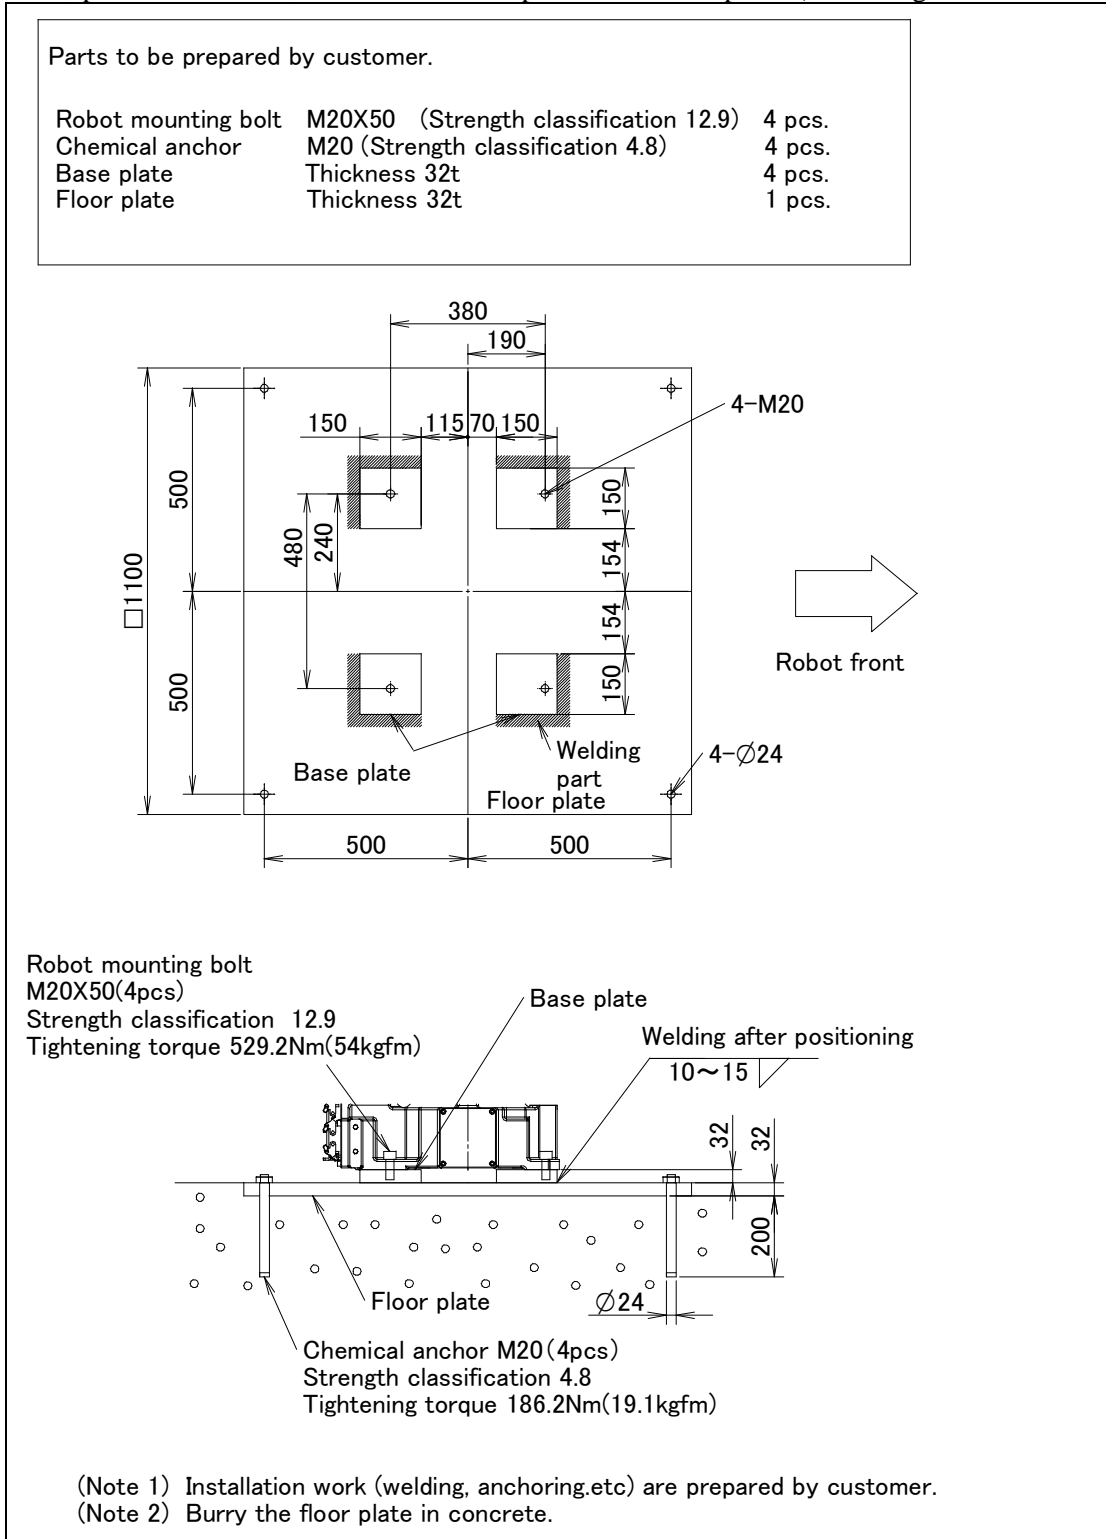 Parts to be prepared by customer.
Robot mounting bolt M20X50 (Strength classification 12.9) 4 pcs.
Chemical anchor M20 (Strength classification 4.8) 4 pcs.
Base plate Thickness 32t 4 pcs.
Floor plate Thickness 32t 1 pcs.
380
190
4-M20
150 115 70 150
500
480
240
150
154
□1100
154
150
500
Robot front
Base plate
Welding
part
4-∅24
Floor plate
500 500
Robot mounting bolt
M20X50(4pcs)
Strength classification 12.9
Tightening torque 529.2Nm(54kgfm)
Base plate
Welding after positioning
10～15
32
32
200
Floor plate
∅24
Chemical anchor M20(4pcs)
Strength classification 4.8
Tightening torque 186.2Nm(19.1kgfm)
(Note 1) Installation work (welding, anchoring.etc) are prepared by customer.
(Note 2) Burry the floor plate in concrete.